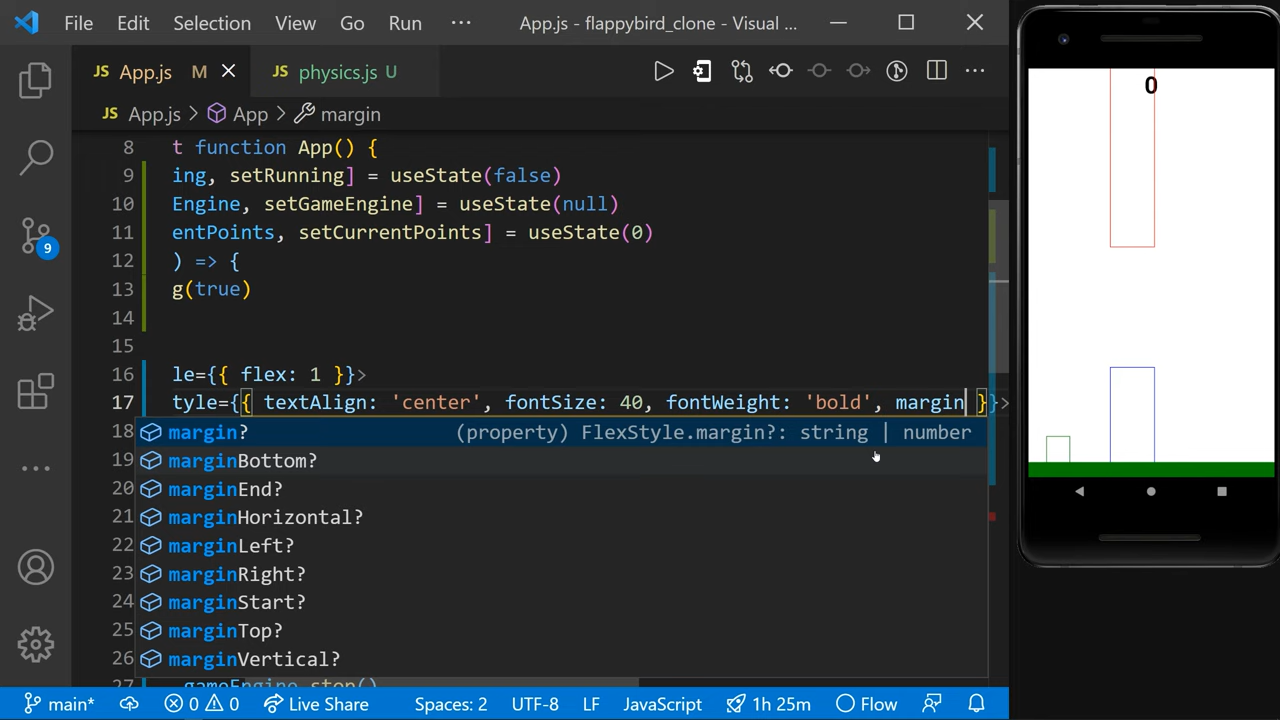 File Edit Selection View Go Run ··· App.js - flappybird_clone - Visual ...
JS App.js M JS physics.js U
JS App.js > App > margin
8 t function App() {
9 ing, setRunning] = useState(false)
10 Engine, setGameEngine] = useState(null)
11 entPoints, setCurrentPoints] = useState(0)
12 ) => {
13 g(true)
14
15
16 le={{ flex: 1 }}>
17 tyle={{ textAlign: 'center', fontSize: 40, fontWeight: 'bold', margin }}>
18 margin? (property) FlexStyle.margin?: string | number
19 marginBottom?
20 marginEnd?
21 marginHorizontal?
22 marginLeft?
23 marginRight?
24 marginStart?
25 marginTop?
26 marginVertical?
27 gameEngine.stop()
9
main* 0 0 Live Share Spaces: 2 UTF-8 LF JavaScript 1h 25m Flow
0